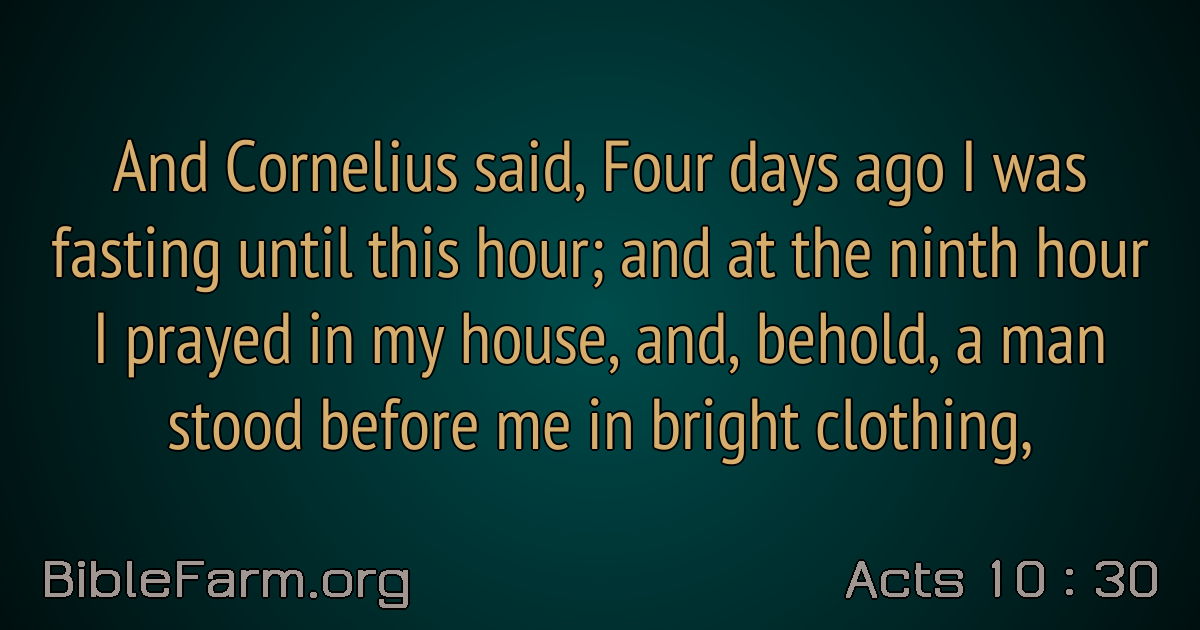 And Cornelius said, Four days ago I was
fasting until this hour; and at the ninth hour
I prayed in my house, and, behold, a man
stood before me in bright clothing,
BibleFarm.org
Acts 10 : 30